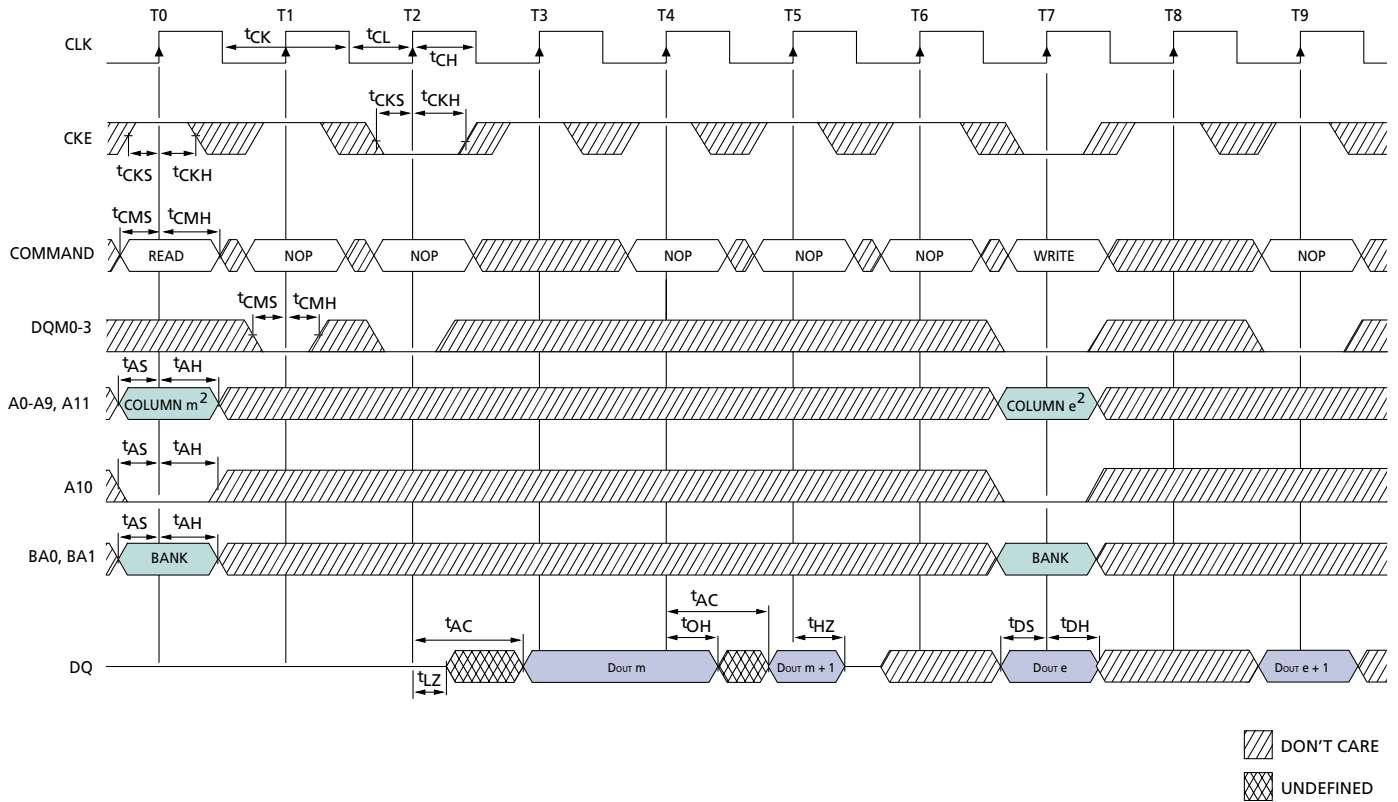 T0 T1 T2 T3 T4 T5 T6 T7 T8 T9
CLK tCK tCL tCH
tCKS tCKH
CKE
tCKS tCKH
tCMS tCMH
COMMAND READ NOP NOP NOP NOP NOP WRITE NOP
tCMS tCMH
DQM0-3
tAS tAH
A0-A9, A11 COLUMN m2 COLUMN e2
tAS tAH
A10
tAS tAH
BA0, BA1 BANK BANK
tAC tAC
tOH tHZ tDS tDH
DQ DOUT m DOUT m + 1 DOUT e DOUT e + 1
tLZ
DON'T CARE
UNDEFINED